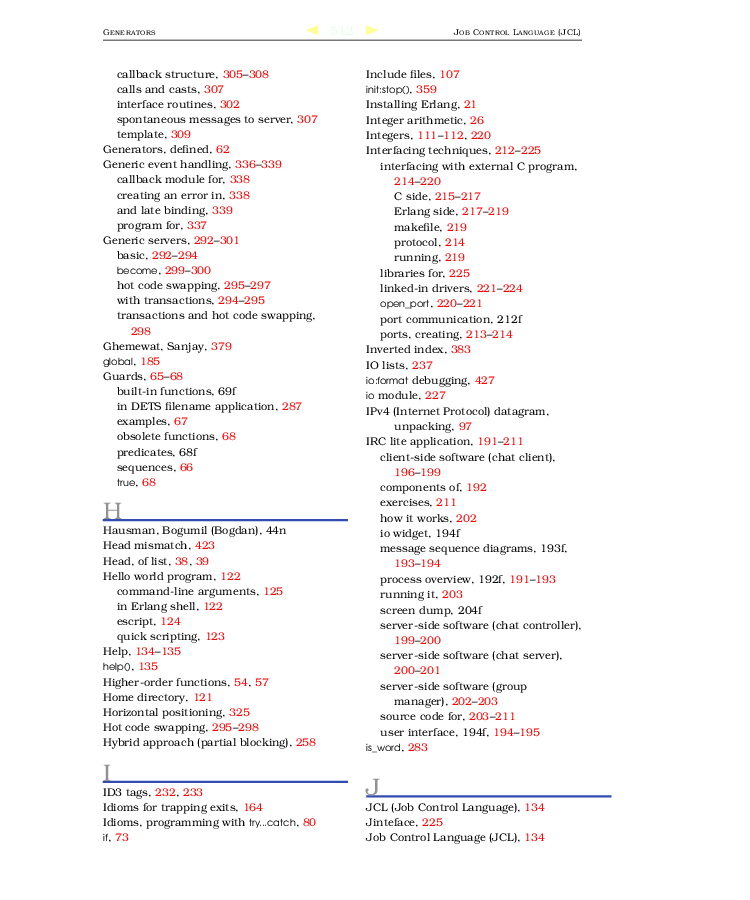 GENERATORS
JOB CONTROL LANGUAGE (JCL)
callback structure, 305–308
calls and casts, 307
interface routines, 302
spontaneous messages to server, 307
template, 309
Generators, defined, 62
Generic event handling, 336–339
callback module for, 338
creating an error in, 338
and late binding, 339
program for, 337
Generic servers, 292–301
basic, 292–294
become, 299–300
hot code swapping, 295–297
with transactions, 294–295
transactions and hot code swapping,
298
Ghemewat, Sanjay, 379
global, 185
Guards, 65–68
built-in functions, 69f
in DETS filename application, 287
examples, 67
obsolete functions, 68
predicates, 68f
sequences, 66
true, 68
H
Hausman, Bogumil (Bogdan), 44n
Head mismatch, 423
Head, of list, 38, 39
Hello world program, 122
command-line arguments, 125
in Erlang shell, 122
escript, 124
quick scripting, 123
Help, 134–135
help(), 135
Higher-order functions, 54, 57
Home directory, 121
Horizontal positioning, 325
Hot code swapping, 295–298
Hybrid approach (partial blocking), 258
I
ID3 tags, 232, 233
Idioms for trapping exits, 164
Idioms, programming with try...catch, 80
if, 73
Include files, 107
init:stop(), 359
Installing Erlang, 21
Integer arithmetic, 26
Integers, 111–112, 220
Interfacing techniques, 212–225
interfacing with external C program,
214–220
C side, 215–217
Erlang side, 217–219
makefile, 219
protocol, 214
running, 219
libraries for, 225
linked-in drivers, 221–224
open_port, 220–221
port communication, 212f
ports, creating, 213–214
Inverted index, 383
IO lists, 237
io:format debugging, 427
io module, 227
IPv4 (Internet Protocol) datagram,
unpacking, 97
IRC lite application, 191–211
client-side software (chat client),
196–199
components of, 192
exercises, 211
how it works, 202
io widget, 194f
message sequence diagrams, 193f,
193–194
process overview, 192f, 191–193
running it, 203
screen dump, 204f
server-side software (chat controller),
199–200
server-side software (chat server),
200–201
server-side software (group
manager), 202–203
source code for, 203–211
user interface, 194f, 194–195
is_word, 283
J
JCL (Job Control Language), 134
Jinteface, 225
Job Control Language (JCL), 134